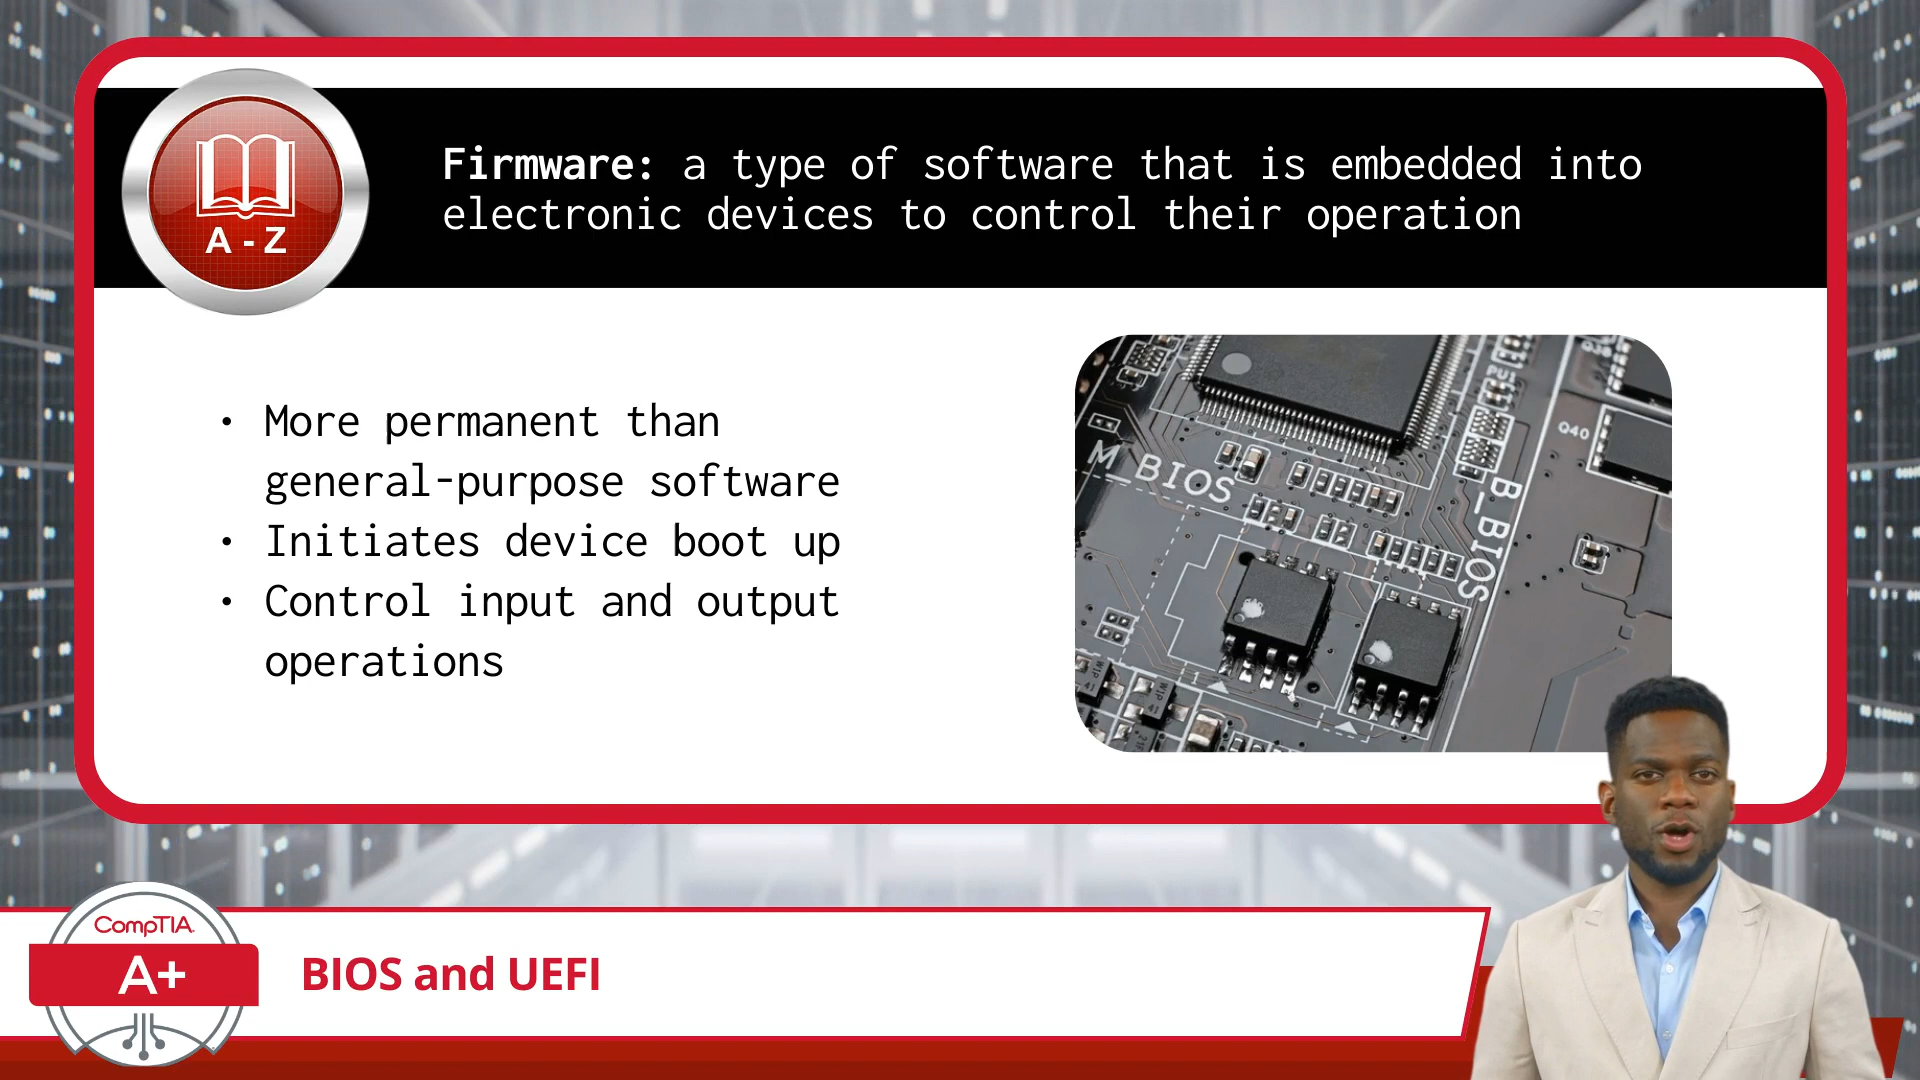 Firmware: a type of software that is embedded into
electronic devices to control their operation
A-Z
• More permanent than
general-purpose software
• Initiates device boot up
• Control input and output
operations
M_BIOS
B_BIOS
Q40
CompTIA.
A+
BIOS and UEFI